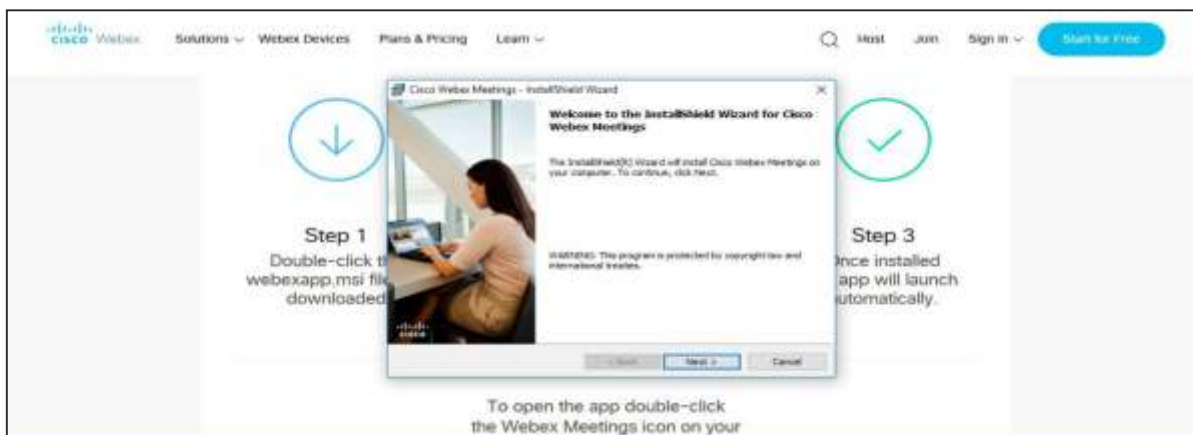 CISCO Webex
Solutions
Webex Devices
Plans & Pricing
Learn
Host
Join
Sign In
Start for Free
Cisco Webex Meetings - InstallShield Wizard
Welcome to the InstallShield Wizard for Cisco
Webex Meetings
The InstallShield(R) Wizard will install Cisco Webex Meetings on
your computer. To continue, click Next.
WARNING: This program is protected by copyright law and
international treaties.
cisco
< Back
Next >
Cancel
Step 1
Double-click t
webexapp.msi file
downloaded
Step 3
Once installed
app will launch
utomatically.
To open the app double-click
the Webex Meetings icon on your